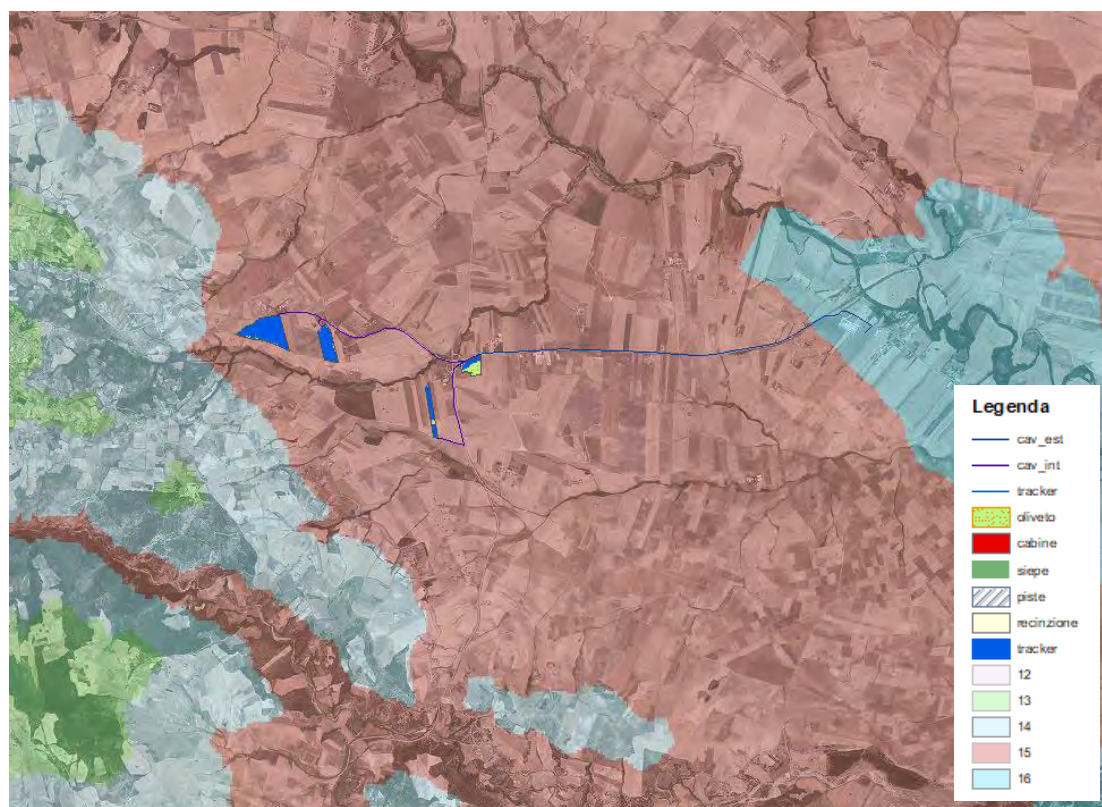 Legenda
cav_est
cav_int
tracker
oliveto
cabine
siepe
piste
recinzione
tracker
12
13
14
15
16